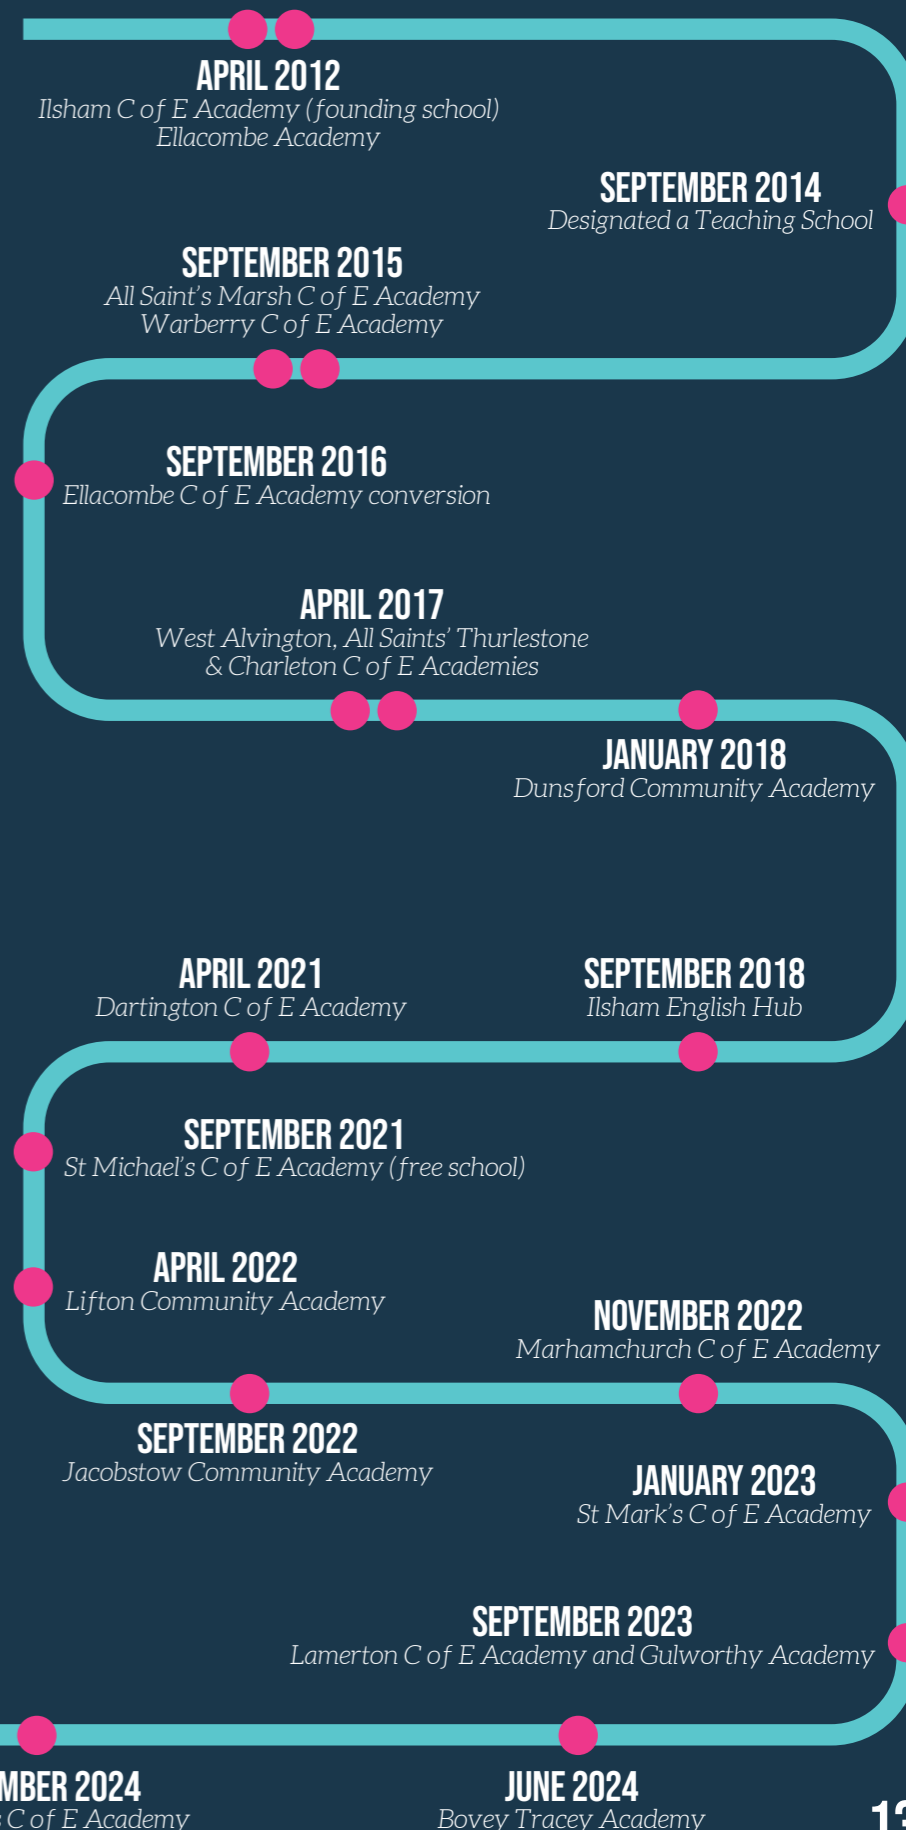 APRIL 2012
Ilsham C of E Academy (founding school)
Ellacombe Academy
SEPTEMBER 2014
Designated a Teaching School
SEPTEMBER 2015
All Saint's Marsh C of E Academy
Warberry C of E Academy
SEPTEMBER 2016
Ellacombe C of E Academy conversion
APRIL 2017
West Alvington, All Saints' Thurlestone
& Charleton C of E Academies
JANUARY 2018
Dunsford Community Academy
SEPTEMBER 2018
Ilsham English Hub
APRIL 2021
Dartington C of E Academy
SEPTEMBER 2021
St Michael's C of E Academy (free school)
APRIL 2022
Lifton Community Academy
SEPTEMBER 2022
Jacobstow Community Academy
NOVEMBER 2022
Marhamchurch C of E Academy
JANUARY 2023
St Mark's C of E Academy
SEPTEMBER 2023
Lamerton C of E Academy and Gulworthy Academy
JUNE 2024
Bovey Tracey Academy
MBER 2024
C of E Academy